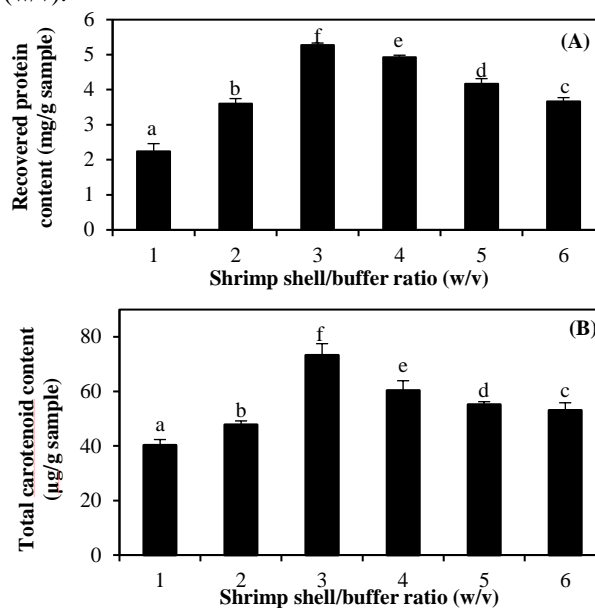 (w/v).
(A)
Recovered protein
content (mg/g sample)
6
5
4
3
2
1
0
a
b
f
e
d
c
1 2 3 4 5 6
Shrimp shell/buffer ratio (w/v)
(B)
Total carotenoid content
(µg/g sample)
80
60
40
20
0
a
b
f
e
d
c
1 2 3 4 5 6
Shrimp shell/buffer ratio (w/v)